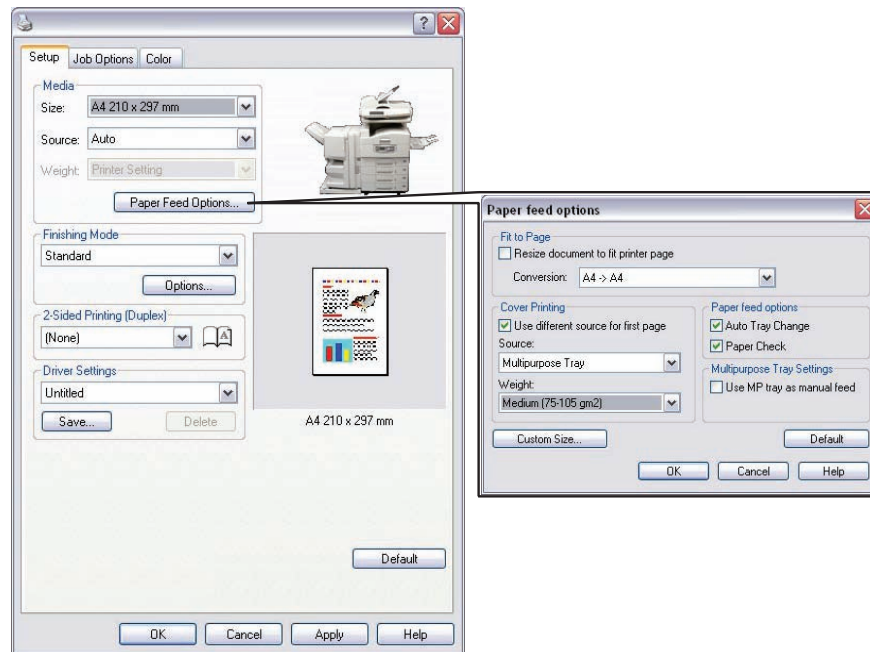 Setup Job Options Color
Media
Size: A4 210 x 297 mm
Source: Auto
Weight: Printer Setting
Paper Feed Options...
Finishing Mode
Standard
Options...
2-Sided Printing (Duplex)
(None)
A
Driver Settings
Untitled
Save... Delete
A4 210 x 297 mm
Default
OK Cancel Apply Help
Paper feed options
Fit to Page
Resize document to fit printer page
Conversion: A4 -> A4
Cover Printing
Use different source for first page
Source:
Multipurpose Tray
Weight:
Medium (75-105 gm2)
Paper feed options
Auto Tray Change
Paper Check
Multipurpose Tray Settings
Use MP tray as manual feed
Custom Size... Default
OK Cancel Help